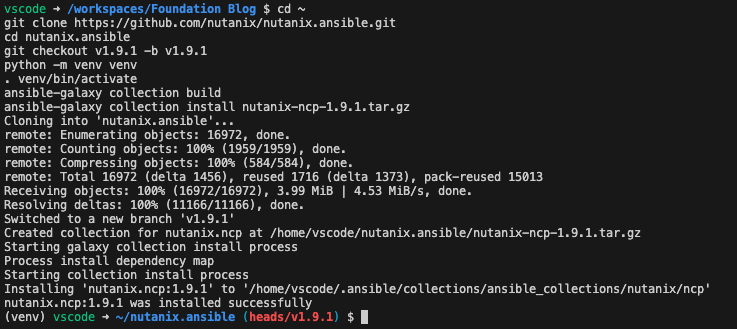 vscode ➜ /workspaces/Foundation Blog $ cd ~
git clone https://github.com/nutanix/nutanix.ansible.git
cd nutanix.ansible
git checkout v1.9.1 -b v1.9.1
python -m venv venv
. venv/bin/activate
ansible-galaxy collection build
ansible-galaxy collection install nutanix-ncp-1.9.1.tar.gz
Cloning into 'nutanix.ansible'...
remote: Enumerating objects: 16972, done.
remote: Counting objects: 100% (1959/1959), done.
remote: Compressing objects: 100% (584/584), done.
remote: Total 16972 (delta 1456), reused 1716 (delta 1373), pack-reused 15013
Receiving objects: 100% (16972/16972), 3.99 MiB | 4.53 MiB/s, done.
Resolving deltas: 100% (11166/11166), done.
Switched to a new branch 'v1.9.1'
Created collection for nutanix.ncp at /home/vscode/nutanix.ansible/nutanix-ncp-1.9.1.tar.gz
Starting galaxy collection install process
Process install dependency map
Starting collection install process
Installing 'nutanix.ncp:1.9.1' to '/home/vscode/.ansible/collections/ansible_collections/nutanix/ncp'
nutanix.ncp:1.9.1 was installed successfully
(venv) vscode ➜ ~/nutanix.ansible (heads/v1.9.1) $